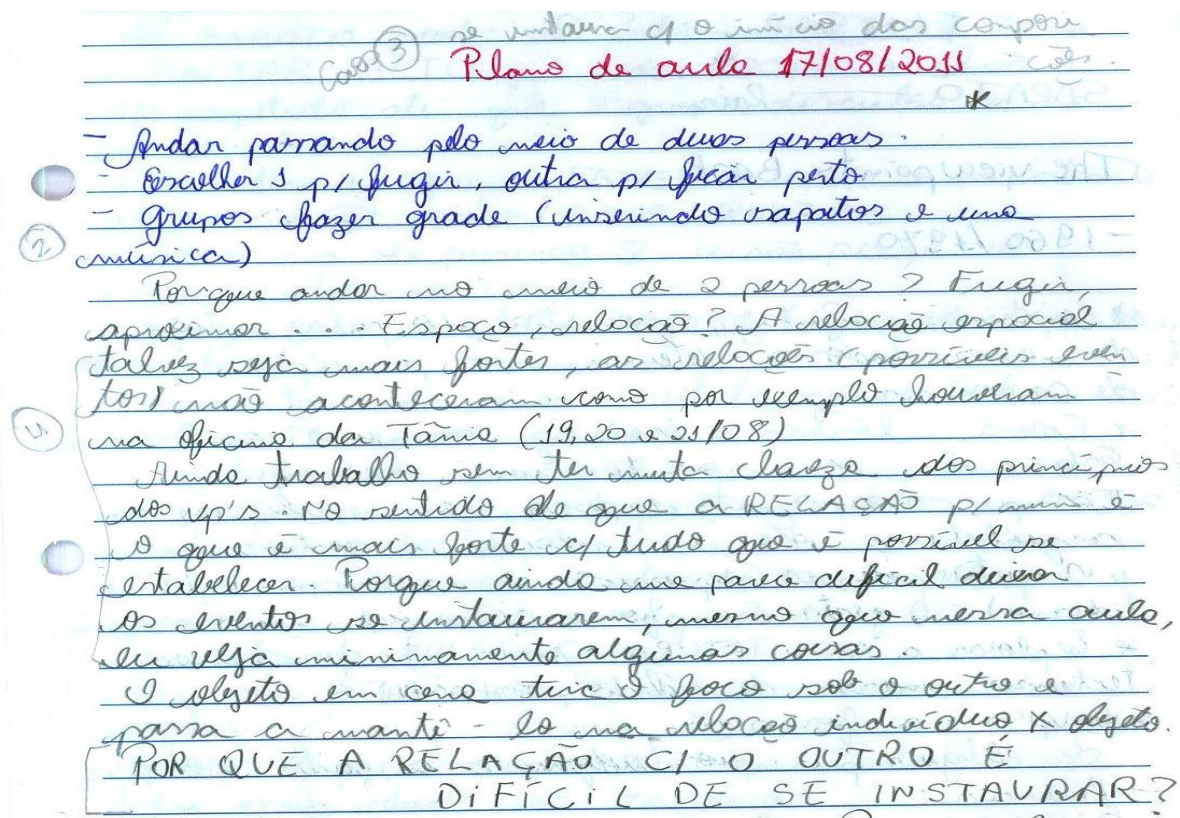 se instaura c/ o início das compori
Caos 3 Plano de aula 17/08/2011 ções.
*
- Andar passando pelo meio de duas pessoas.
- Escolher 1 p/ fugir, outra p/ ficar perto
- Grupos fazer grade (inserindo sapatos e uma
2 música)
Porque andar no meio de 2 pessoas? Fugir,
aproximar... Espaço, relação? A relação espacial
talvez seja mais fortes, as relações (possíveis even
4 tos) não aconteceram como por exemplo houveram
na oficina da Tânia (19, 20 e 21/08)
Ainda trabalho sem ter muita clareza dos princípios
dos VP's. No sentido de que a RELAÇÃO p/ mim é
o que é mais forte c/ tudo que é possível se
estabelecer. Porque ainda me parece difícil deixar
os eventos se instaurarem, mesmo que nessa aula,
eu veja minimamente algumas coisas.
O objeto em cena tira o foco sob o outro e
passa a mantê-lo na relação indivíduo X objeto.
POR QUE A RELAÇÃO C/ O OUTRO É
DIFÍCIL DE SE INSTAURAR?